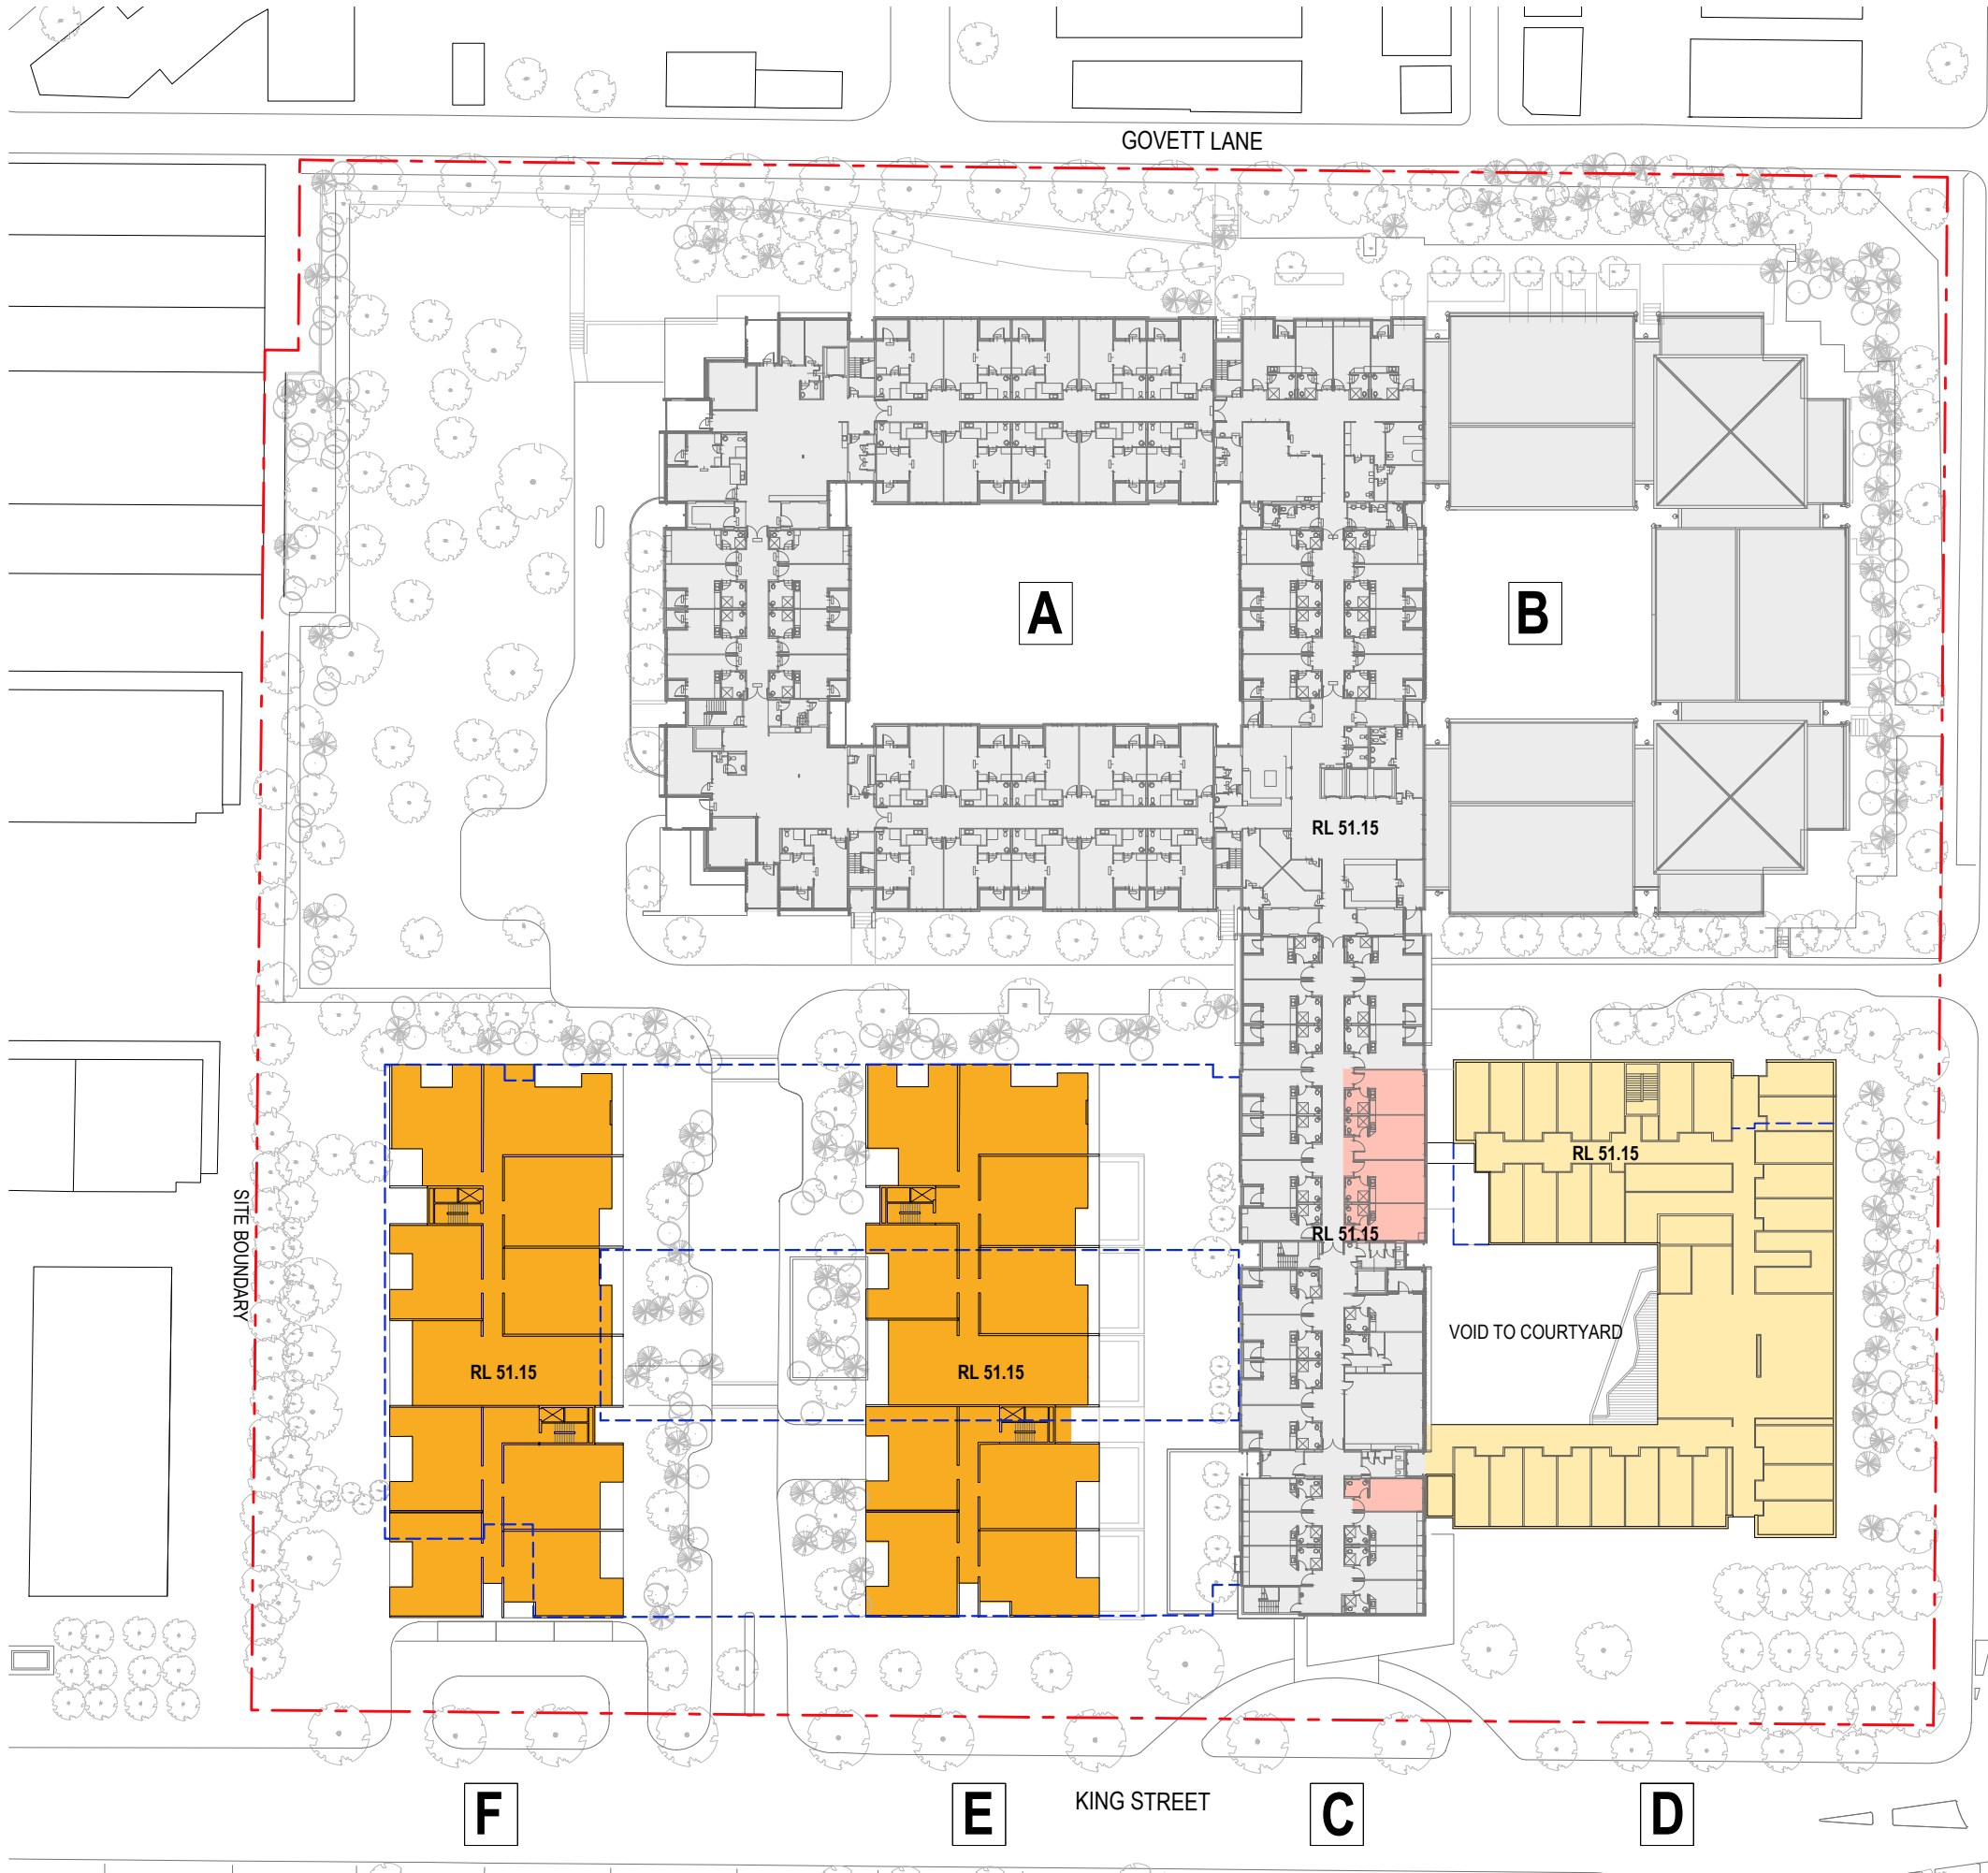 GOVETT LANE
A
B
RL 51.15
RL 51.15
SITE BOUNDARY
RL 51.15
VOID TO COURTYARD
RL 51.15
RL 51.15
F
E
KING STREET
C
D